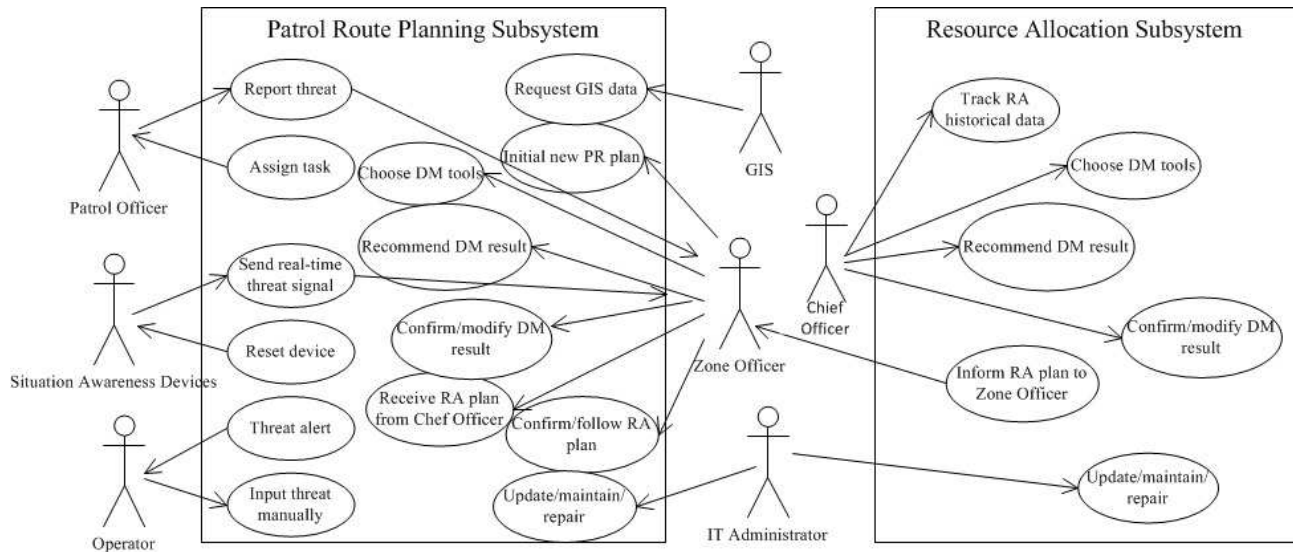 Patrol Route Planning Subsystem
Resource Allocation Subsystem
Report threat
Request GIS data
Track RA
historical data
Assign task
Initial new PR plan
GIS
Choose DM tools
Choose DM tools
Patrol Officer
Recommend DM result
Recommend DM result
Send real-time
threat signal
Chief
Officer
Confirm/modify DM
result
Confirm/modify DM
result
Reset device
Zone Officer
Situation Awareness Devices
Inform RA plan to
Zone Officer
Receive RA plan
from Chef Officer
Threat alert
Confirm/follow RA
plan
Input threat
manually
Update/maintain/
repair
Update/maintain/
repair
Operator
IT Administrator